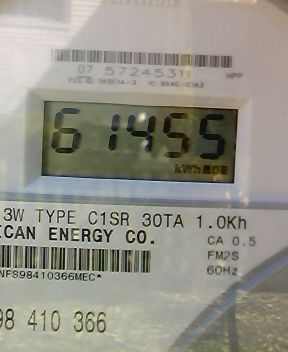 07 57245311 HPP
61455
kWh
3W TYPE C1SR 30TA 1.0Kh
ICAN ENERGY CO.
CA 0.5
FM2S
60Hz
NFS98410366MEC*
98 410 366